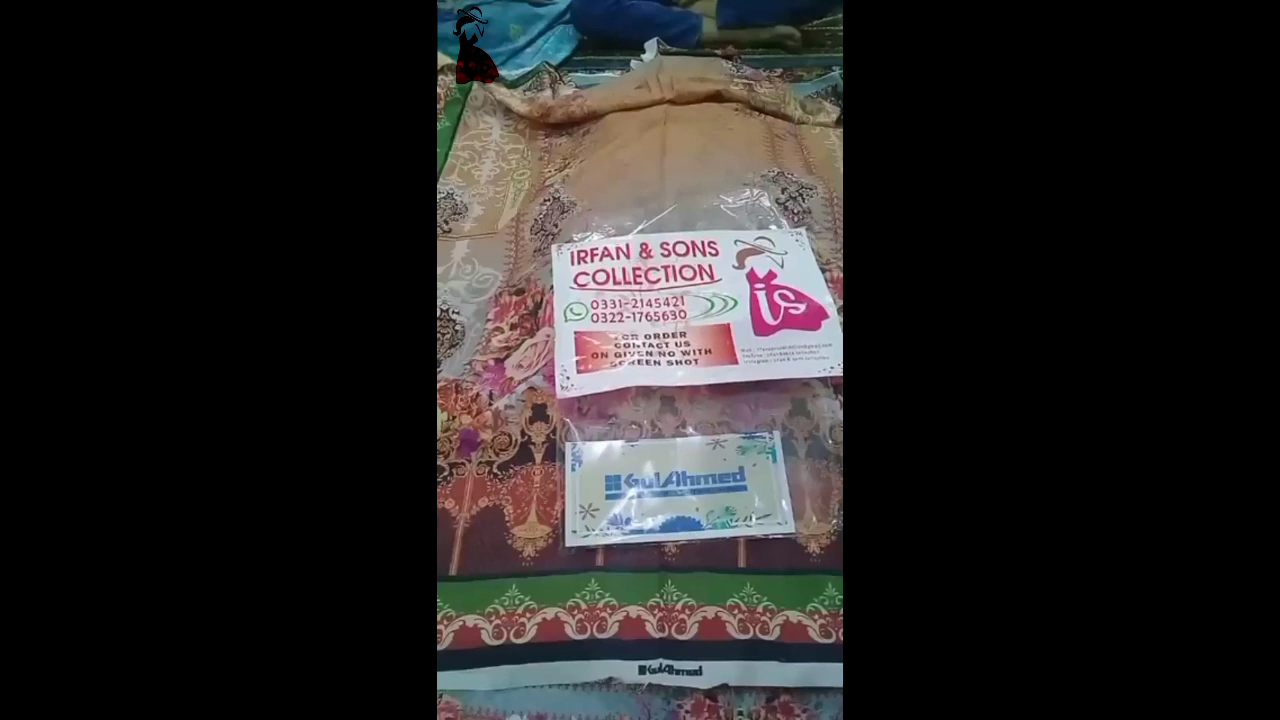 IRFAN & SONS
COLLECTION
is
0331-2145421
0322-1765630
FOR ORDER
CONTACT US
ON GIVEN NO WITH
SCREEN SHOT
GulAhmed
GulAhmed